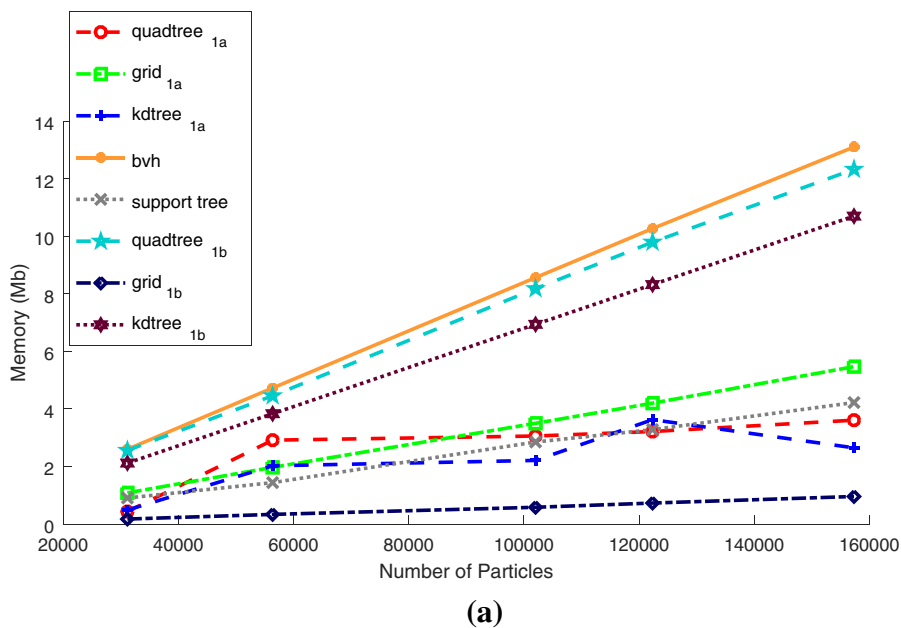 quadtree 1a
grid 1a
kdtree 1a
bvh
support tree
quadtree 1b
grid 1b
kdtree 1b
14
12
10
8
6
4
2
0
Memory (Mb)
20000 40000 60000 80000 100000 120000 140000 160000
Number of Particles
(a)